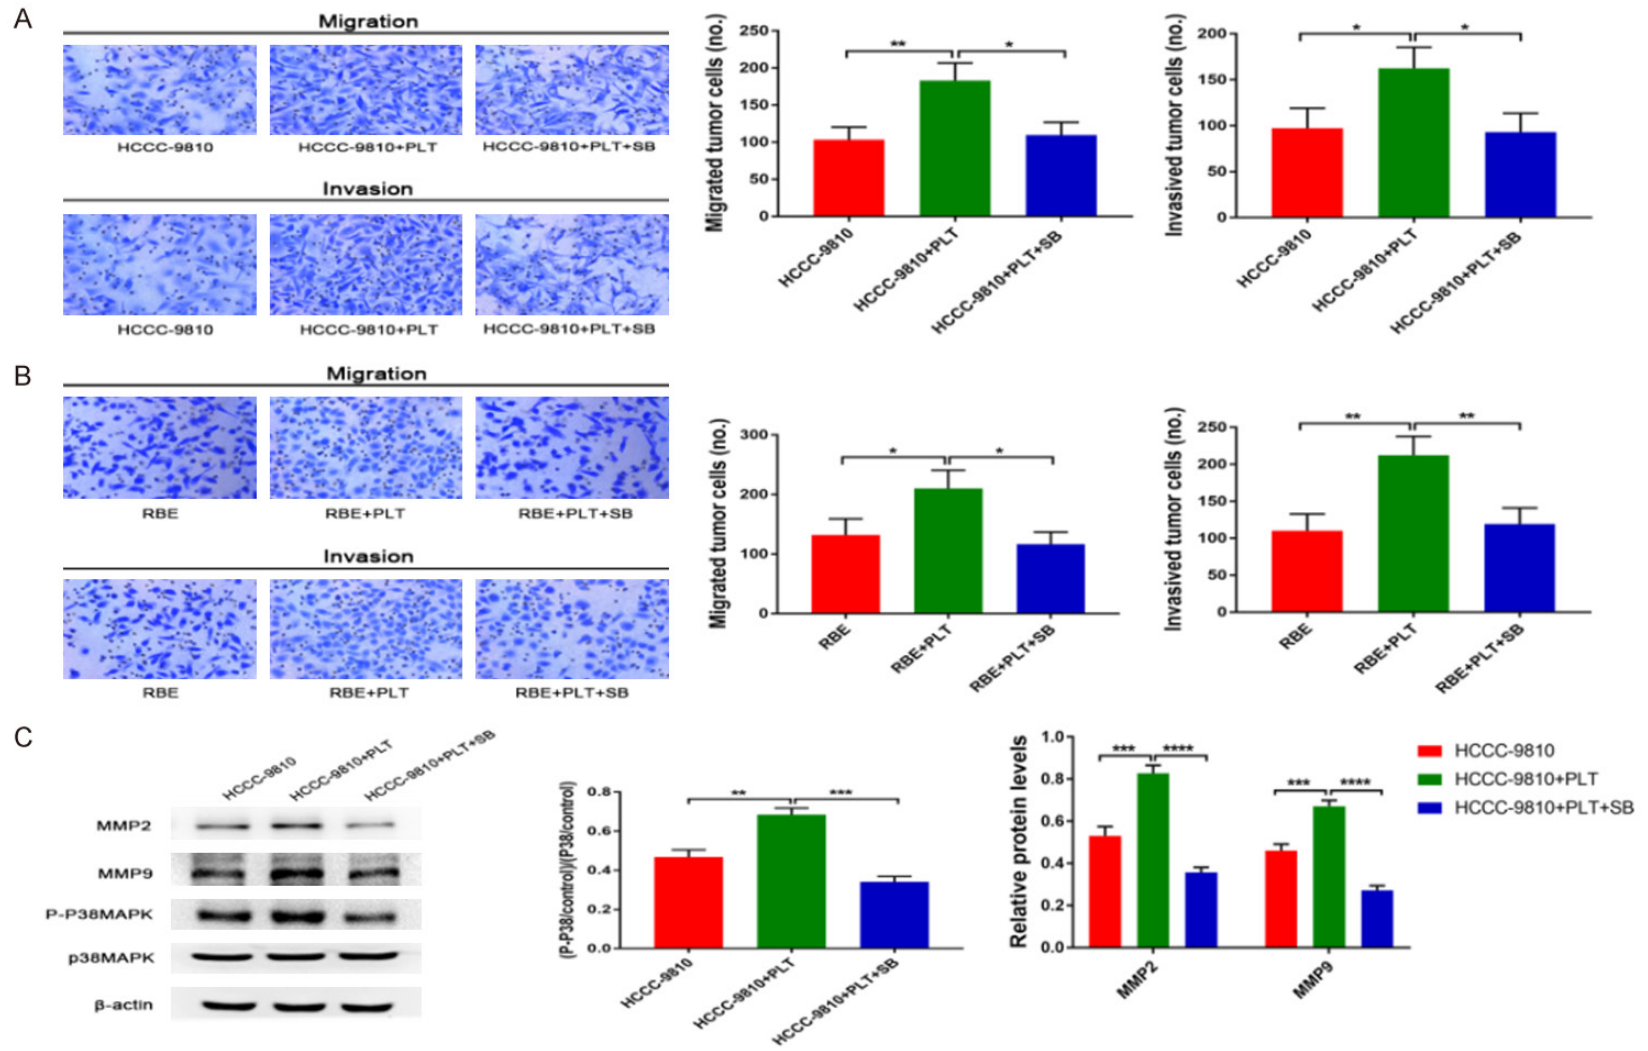 A
Migration
HCCC-9810 HCCC-9810+PLT HCCC-9810+PLT+SB
Invasion
HCCC-9810 HCCC-9810+PLT HCCC-9810+PLT+SB
Migrated tumor cells (no.)
250
200
150
100
50
0
** *
HCCC-9810 HCCC-9810+PLT HCCC-9810+PLT+SB
Invasived tumor cells (no.)
200
150
100
50
0
* *
HCCC-9810 HCCC-9810+PLT HCCC-9810+PLT+SB
B
Migration
RBE RBE+PLT RBE+PLT+SB
Invasion
RBE RBE+PLT RBE+PLT+SB
Migrated tumor cells (no.)
300
200
100
0
* *
RBE RBE+PLT RBE+PLT+SB
Invasived tumor cells (no.)
250
200
150
100
50
0
** **
RBE RBE+PLT RBE+PLT+SB
C
HCCC-9810 HCCC-9810+PLT HCCC-9810+PLT+SB
MMP2
MMP9
P-P38MAPK
p38MAPK
β-actin
(P-P38/control)/(P38/control)
0.8
0.6
0.4
0.2
0.0
** ***
HCCC-9810 HCCC-9810+PLT HCCC-9810+PLT+SB
Relative protein levels
1.0
0.8
0.6
0.4
0.2
0.0
*** ****
*** ****
MMP2 MMP9
HCCC-9810
HCCC-9810+PLT
HCCC-9810+PLT+SB